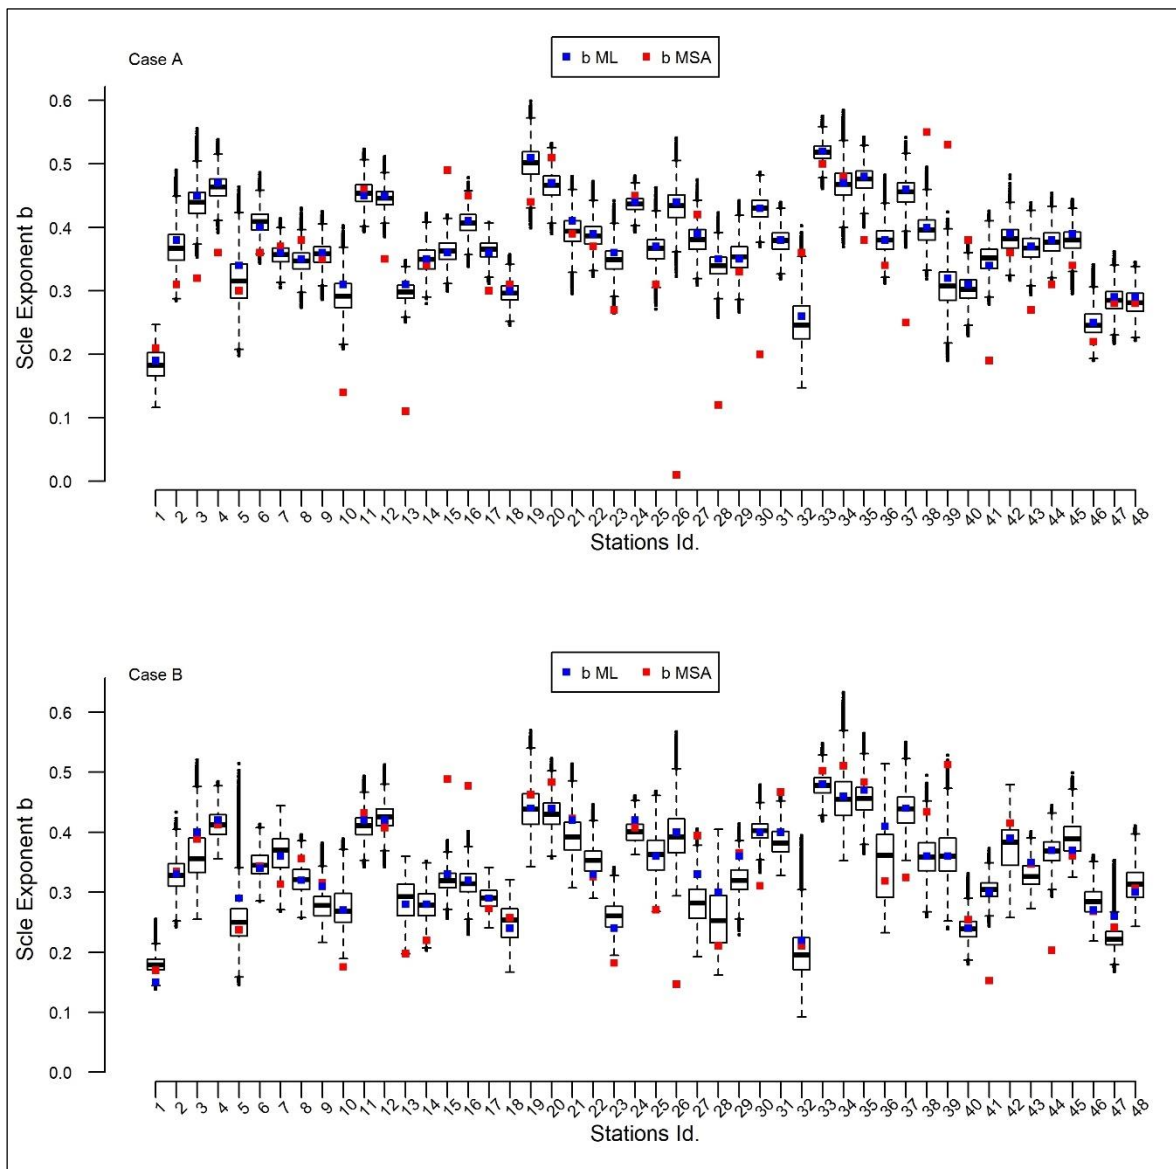 Case A
b ML b MSA
Scle Exponent b
0.6
0.5
0.4
0.3
0.2
0.1
0.0
1 2 3 4 5 6 7 8 9 10 11 12 13 14 15 16 17 18 19 20 21 22 23 24 25 26 27 28 29 30 31 32 33 34 35 36 37 38 39 40 41 42 43 44 45 46 47 48
Stations Id.
Case B
b ML b MSA
Scle Exponent b
0.6
0.5
0.4
0.3
0.2
0.1
0.0
1 2 3 4 5 6 7 8 9 10 11 12 13 14 15 16 17 18 19 20 21 22 23 24 25 26 27 28 29 30 31 32 33 34 35 36 37 38 39 40 41 42 43 44 45 46 47 48
Stations Id.